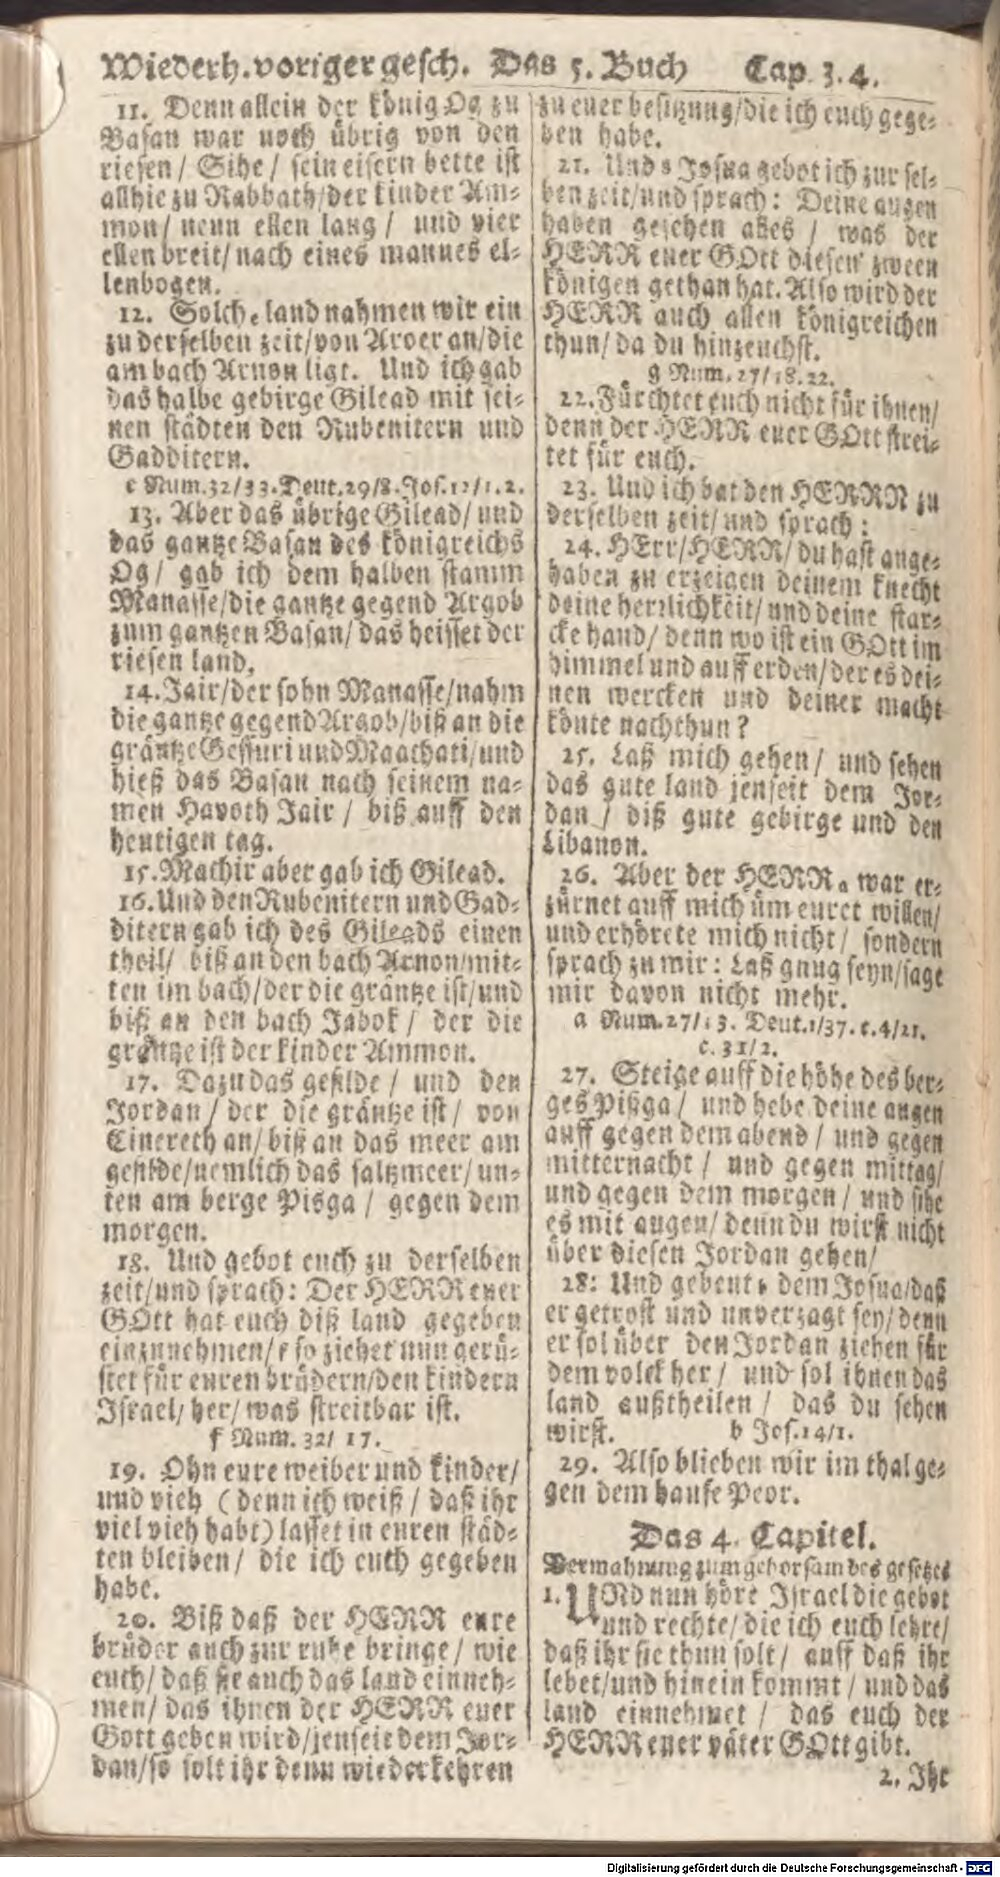 Wiederh. voriger gesch. Das 5. Buch Cap. 3. 4.
11. Denn allein der könig Og zu
Basan war noch übrig von den
riesen / Sihe / sein eisern bette ist
allhie zu Rabbath/der kinder Am-
mon/ neun ellen lang / und vier
ellen breit/ nach eines mannes el-
lenbogen.
12. Solch e land nahmen wir ein
zu derselben zeit/von Aroer an/die
am bach Arnon ligt. Und ich gab
das halbe gebirge Gilead mit sei-
nen städten den Rubenitern und
Gadditern.
e Num. 32/33. Deut. 29/8. Jos. 12/1. 2.
13. Aber das übrige Gilead/ und
das gantze Basan des königreichs
Og/ gab ich dem halben stamm
Manasse/die gantze gegend Argob
zum gantzen Basan/ das heisset der
riesen land.
14. Jair/der sohn Manasse/nahm
die gantze gegend Argob/biß an die
gräntze Gessuri und Maachati/und
hieß das Basan nach seinem na-
men Havoth Jair / biß auff den
heutigen tag.
15. Machir aber gab ich Gilead.
16. Und den Rubenitern und Gad-
ditern gab ich des Gileads einen
theil/ biß an den bach Arnon/mit-
ten im bach/der die gräntze ist/und
biß an den bach Jabok / der die
gräntze ist der kinder Ammon.
17. Dazu das gefilde / und den
Jordan / der die gräntze ist / von
Cinereth an/ biß an das meer am
gefilde/nemlich das saltzmeer/ un-
ten am berge Pisga / gegen dem
morgen.
18. Und gebot euch zu derselben
zeit/und sprach: Der HERR euer
GOtt hat euch diß land gegeben
einzunehmen/ f so ziehet nun gerü-
stet für euren brüdern/den kindern
Israel/ her/ was streitbar ist.
f Num. 32/ 17.
19. Ohn eure weiber und kinder/
und vieh ( denn ich weiß / daß ihr
viel vieh habt) lasset in euren städ-
ten bleiben / die ich euch gegeben
habe.
20. Biß daß der HERR eure
brüder auch zur ruhe bringe / wie
euch/ daß sie auch das land einneh-
men/ das ihnen der HERR euer
Gott geben wird/jenseit dem Jor-
dan/so solt ihr denn wiederkehren
zu euer besitzung/die ich euch gege-
ben habe.
21. Und g Josua gebot ich zur sel-
ben zeit/und sprach: Deine augen
haben gesehen alles / was der
HERR euer GOtt diesen zween
königen gethan hat. Also wird der
HERR auch allen königreichen
thun/ da du hinzeuchst.
g Num. 27/18. 22.
22. Fürchtet euch nicht für ihnen/
denn der HERR euer GOtt strei-
tet für euch.
23. Und ich bat den HERRN zu
derselben zeit/ und sprach:
24. HErr/HERR/ du hast ange-
haben zu erzeigen deinem knecht
deine herrlichkeit/ und deine star-
cke hand/ denn wo ist ein GOtt im
himmel und auff erden/der es dei-
nen wercken und deiner macht
könte nachthun?
25. Laß mich gehen / und sehen
das gute land jenseit dem Jor-
dan / diß gute gebirge und den
Libanon.
26. Aber der HERR a war er-
zürnet auff mich üm euret willen/
und erhörete mich nicht/ sondern
sprach zu mir: Laß gnug seyn/sage
mir davon nicht mehr.
a Num. 27/13. Deut. 1/37. c. 4/21.
c. 31/2.
27. Steige auff die höhe des ber-
ges Pißga / und hebe deine augen
auff gegen dem abend / und gegen
mitternacht / und gegen mittag/
und gegen dem morgen / und sihe
es mit augen/ denn du wirst nicht
über diesen Jordan gehen/
28: Und gebeut b dem Josua/daß
er getrost und unverzagt sey/denn
er sol über den Jordan ziehen für
dem volck her / und sol ihnen das
land außtheilen / das du sehen
wirst. b Jos. 14/1.
29. Also blieben wir im thal ge-
gen dem hause Peor.
Das 4. Capitel.
Vermahnung zum gehorsam des gesetzes
1. UNd nun höre Israel die gebot
und rechte/ die ich euch lehre/
daß ihr sie thun solt / auff daß ihr
lebet/und hinein kommt / und das
land einnehmet / das euch der
HERR euer väter GOtt gibt.
2. Ihr
Digitalisierung gefördert durch die Deutsche Forschungsgemeinschaft - DFG